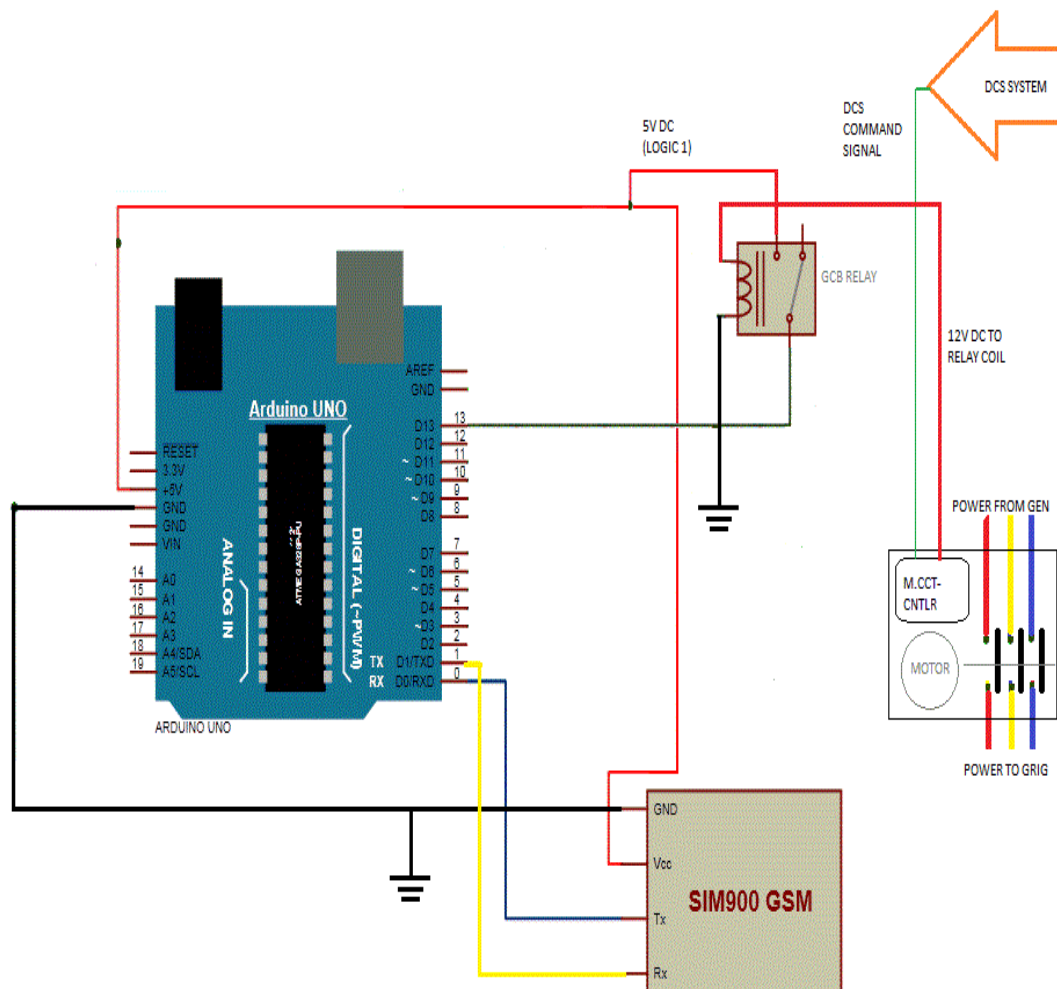 DCS SYSTEM
DCS
COMMAND
SIGNAL
5V DC
(LOGIC 1)
GCB RELAY
12V DC TO
RELAY COIL
Arduino UNO
AREF
GND
D13 13
D12 12
~ D11 11
~ D10 10
~ D9 9
D8 8
D7 7
~ D6 6
~ D5 5
D4 4
~ D3 3
D2 2
TX D1/TXD 1
RX D0/RXD 0
RESET
3.3V
+5V
GND
GND
VIN
14 A0
15 A1
16 A2
17 A3
18 A4/SDA
19 A5/SCL
ANALOG IN
ATMEGA328P-PU
DIGITAL (~PWM)
ARDUINO UNO
POWER FROM GEN
M.CCT-
CNTLR
MOTOR
POWER TO GRIG
GND
Vcc
SIM900 GSM
Tx
Rx